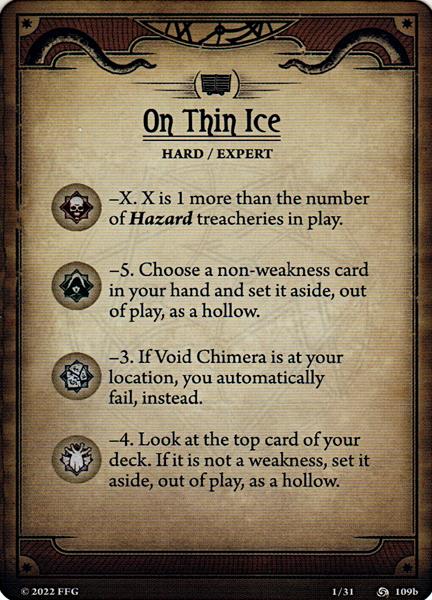 On Thin Ice
HARD / EXPERT
–X. X is 1 more than the number
of Hazard treacheries in play.
–5. Choose a non-weakness card
in your hand and set it aside, out
of play, as a hollow.
–3. If Void Chimera is at your
location, you automatically
fail, instead.
–4. Look at the top card of your
deck. If it is not a weakness, set it
aside, out of play, as a hollow.
© 2022 FFG
1/31
109b